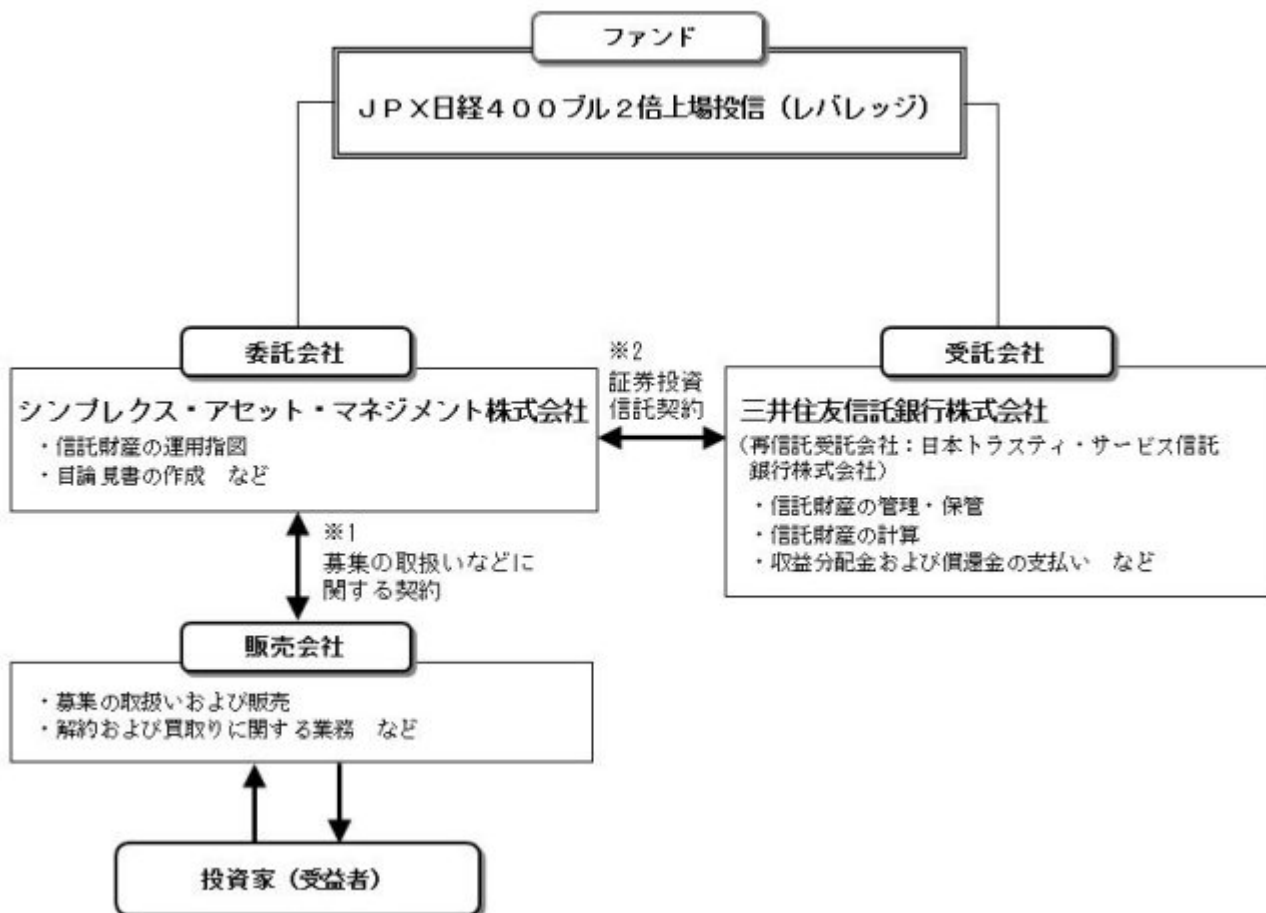 ファンド
ＪＰＸ日経４００ブル２倍上場投信（レバレッジ）
委託会社
シンプレクス・アセット・マネジメント株式会社
・信託財産の運用指図
・目論見書の作成　など
※2
証券投資
信託契約
受託会社
三井住友信託銀行株式会社
（再信託受託会社：日本トラスティ・サービス信託
銀行株式会社）
・信託財産の管理・保管
・信託財産の計算
・収益分配金および償還金の支払い　など
※1
募集の取扱いなどに
関する契約
販売会社
・募集の取扱いおよび販売
・解約および買取りに関する業務　など
投資家（受益者）